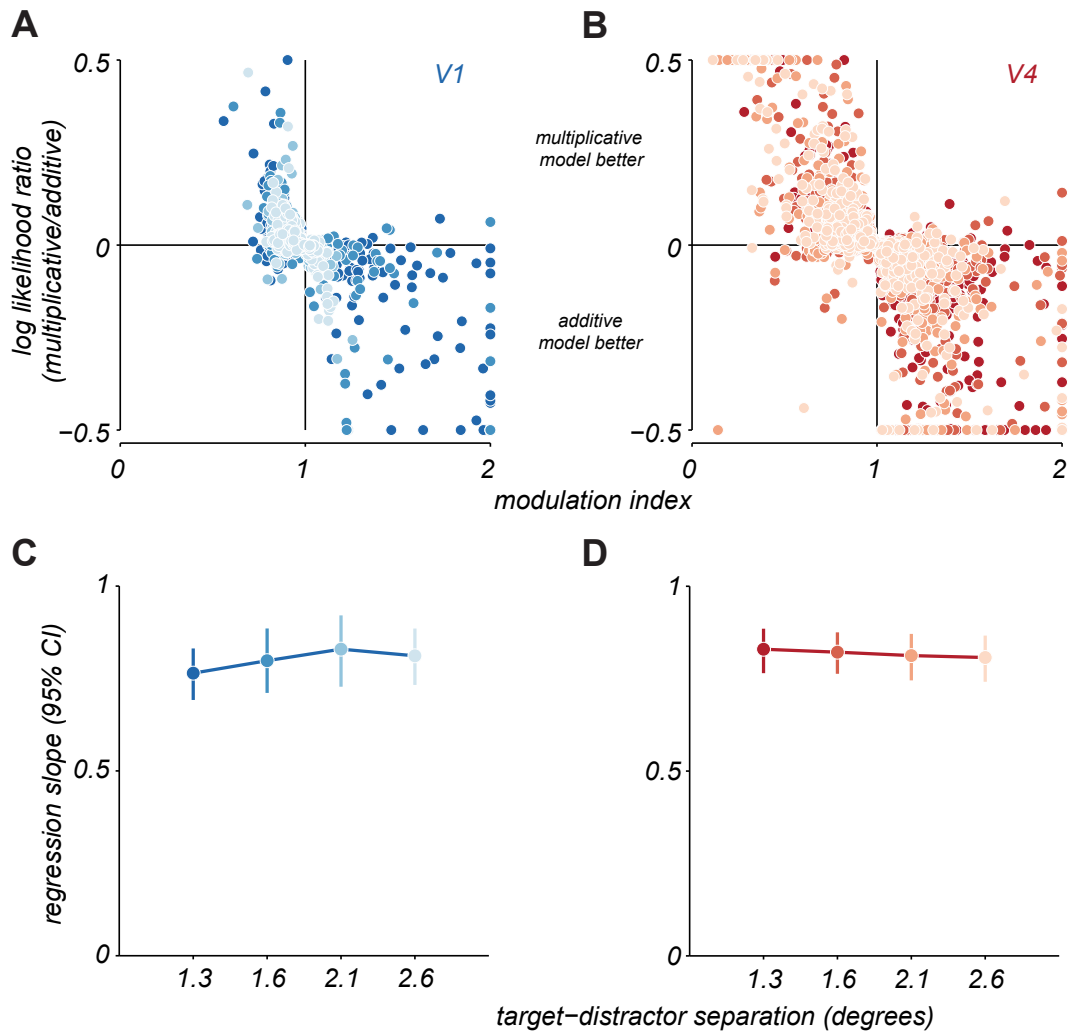 A
B
0.5
V1
0.5
V4
log likelihood ratio
(multiplicative/additive)
multiplicative
model better
0
0
additive
model better
−0.5
−0.5
0
1
2
0
1
2
modulation index
C
D
1
1
regression slope (95% CI)
0.5
0.5
0
0
1.3
1.6
2.1
2.6
1.3
1.6
2.1
2.6
target−distractor separation (degrees)